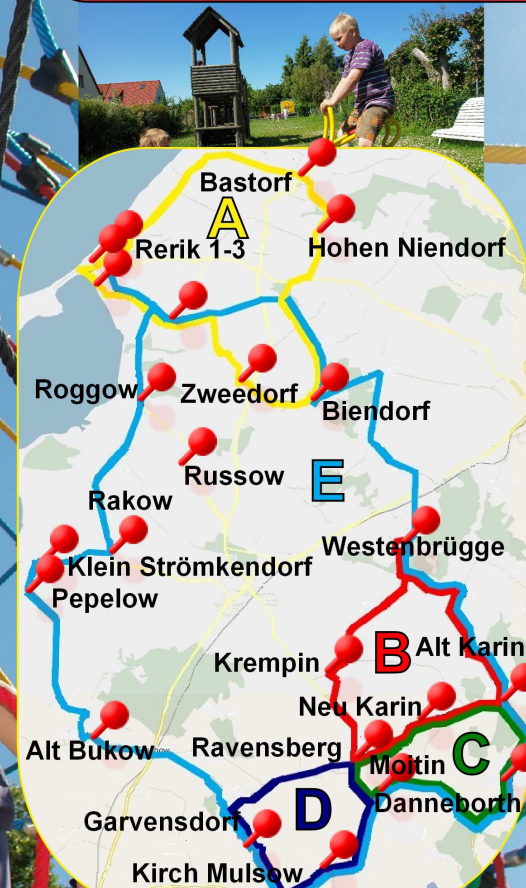 Bastorf
A
Rerik 1-3
Hohen Niendorf
Roggow
Zweedorf
Biendorf
Russow
E
Rakow
Westenbrügge
Klein Strömkendorf
Pepelow
B
Alt Karin
Krempin
Neu Karin
Alt Bukow
Ravensberg
Moitin
C
Danneborth
D
Garvensdorf
Kirch Mulsow